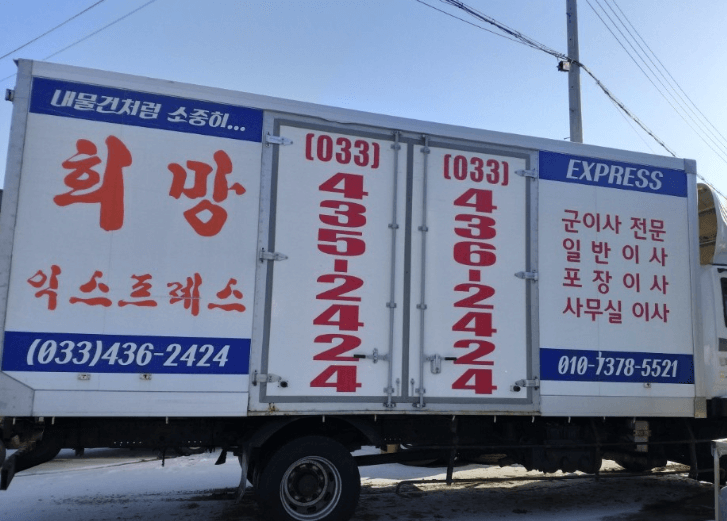 내물건처럼 소중히...
희망
익스프레스
(033)436-2424
(033)
435-2424
(033)
436-2424
EXPRESS
군이사 전문
일반이사
포장이사
사무실 이사
010-7378-5521